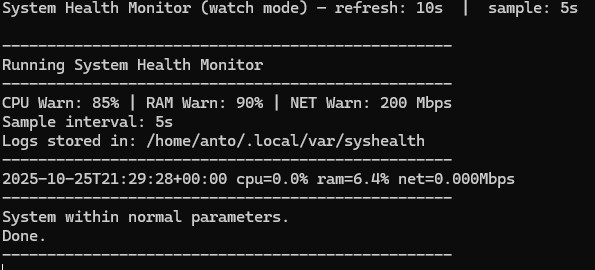 System Health Monitor (watch mode) — refresh: 10s  |  sample: 5s
------------------------------------------------
Running System Health Monitor
------------------------------------------------
CPU Warn: 85% | RAM Warn: 90% | NET Warn: 200 Mbps
Sample interval: 5s
Logs stored in: /home/anto/.local/var/syshealth
------------------------------------------------
2025-10-25T21:29:28+00:00 cpu=0.0% ram=6.4% net=0.000Mbps
------------------------------------------------
System within normal parameters.
Done.
------------------------------------------------